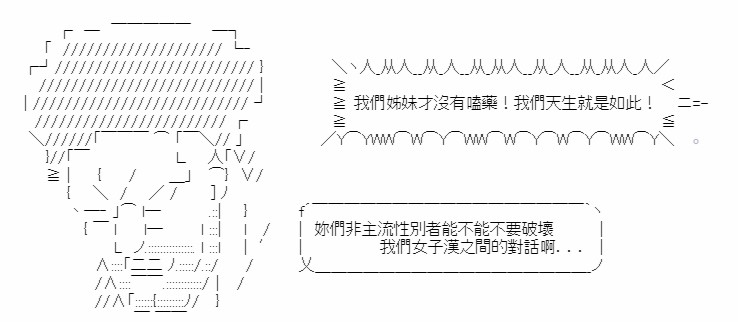 我們姊妹才沒有嗑藥！我們天生就是如此！
妳們非主流性別者能不能不要破壞
我們女子漢之間的對話啊...